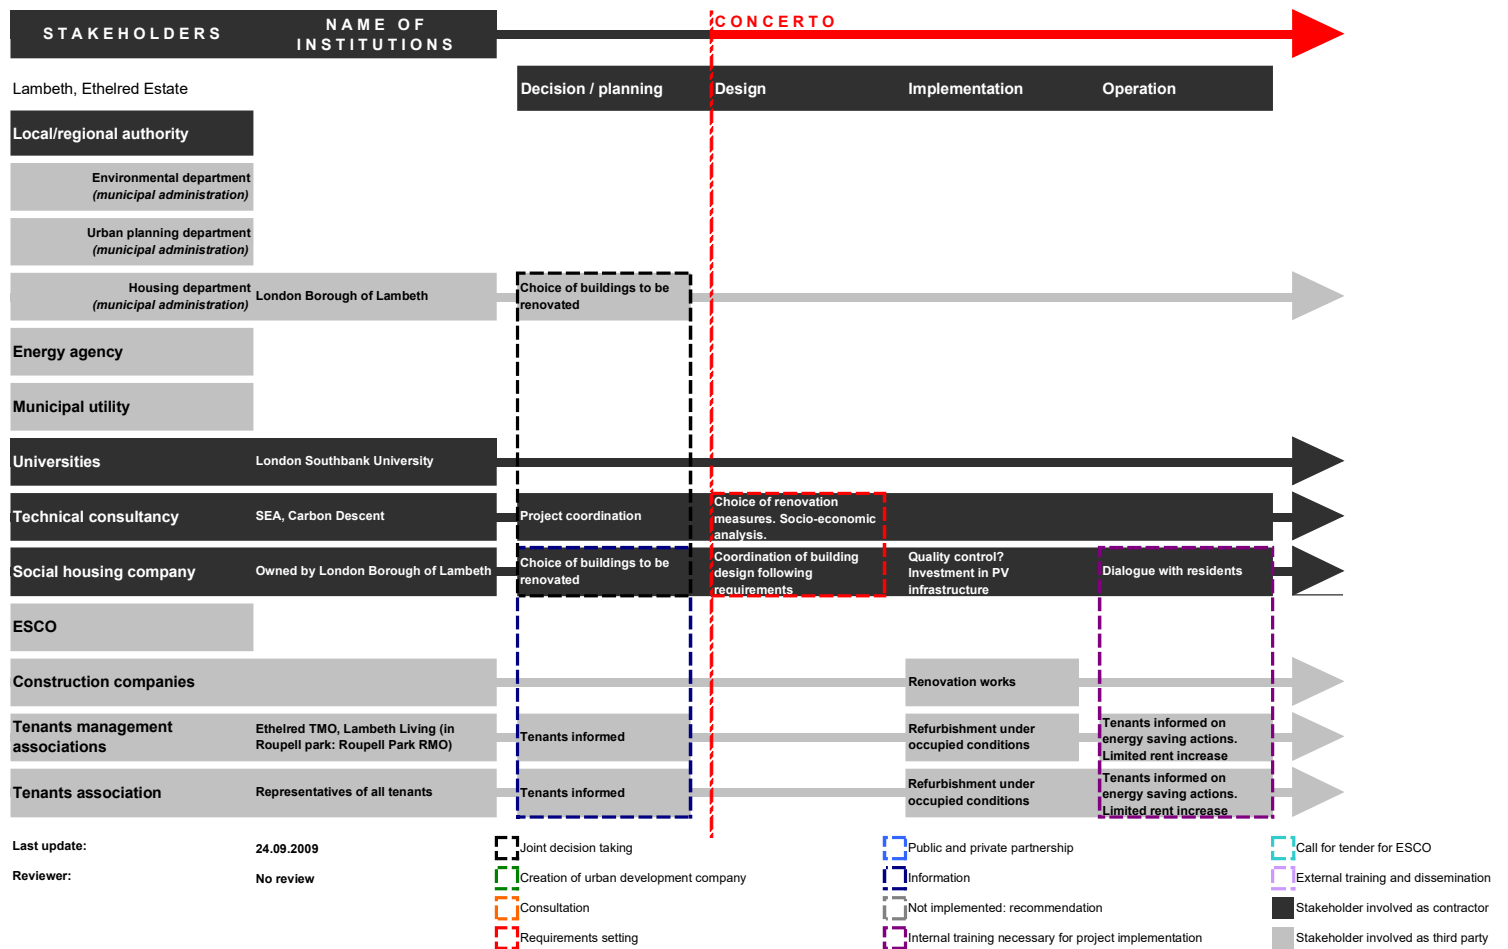 STAKEHOLDERS
NAME OF
INSTITUTIONS
CONCERTO
Lambeth, Ethelred Estate
Decision / planning
Design
Implementation
Operation
Local/regional authority
Environmental department
(municipal administration)
Urban planning department
(municipal administration)
Housing department
(municipal administration)
London Borough of Lambeth
Choice of buildings to be
renovated
Energy agency
Municipal utility
Universities
London Southbank University
Technical consultancy
SEA, Carbon Descent
Project coordination
Choice of renovation
measures. Socio-economic
analysis.
Social housing company
Owned by London Borough of Lambeth
Choice of buildings to be
renovated
Coordination of building
design following
requirements
Quality control?
Investment in PV
infrastructure
Dialogue with residents
ESCO
Construction companies
Renovation works
Tenants management
associations
Ethelred TMO, Lambeth Living (in
Roupell park: Roupell Park RMO)
Tenants informed
Refurbishment under
occupied conditions
Tenants informed on
energy saving actions.
Limited rent increase
Tenants association
Representatives of all tenants
Tenants informed
Refurbishment under
occupied conditions
Tenants informed on
energy saving actions.
Limited rent increase
Last update:
24.09.2009
Reviewer:
No review
Joint decision taking
Creation of urban development company
Consultation
Requirements setting
Public and private partnership
Information
Not implemented: recommendation
Internal training necessary for project implementation
Call for tender for ESCO
External training and dissemination
Stakeholder involved as contractor
Stakeholder involved as third party